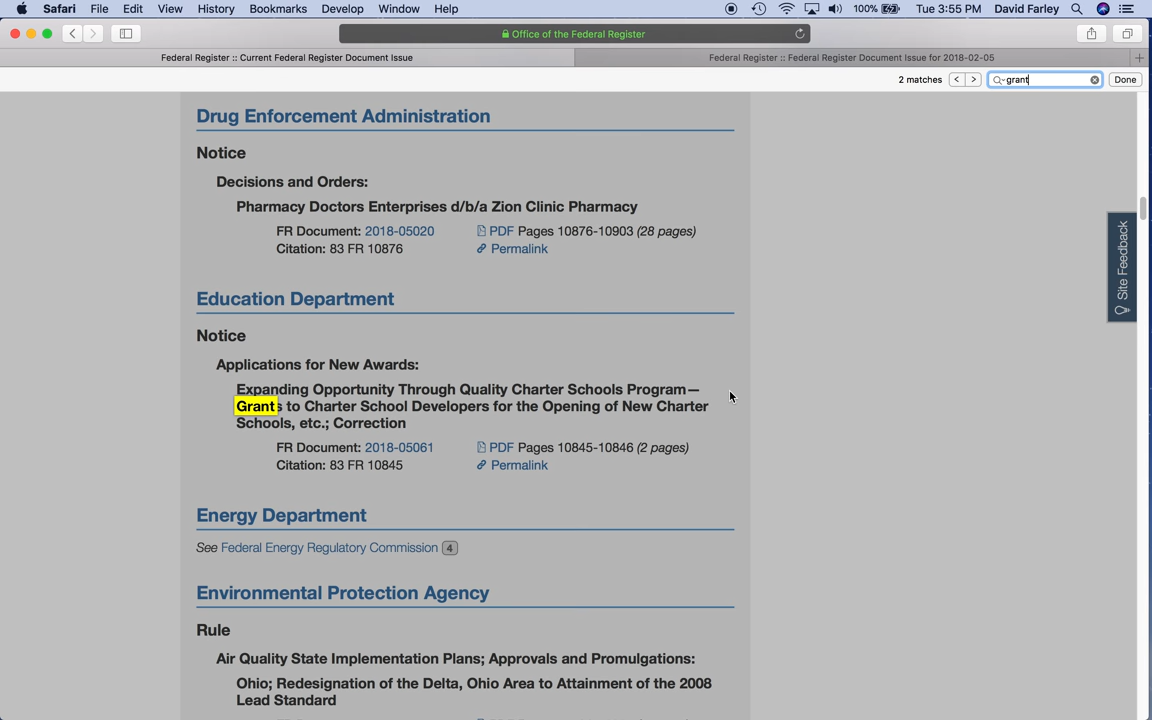 Safari File Edit View History Bookmarks Develop Window Help 100% Tue 3:55 PM David Farley
Office of the Federal Register
Federal Register :: Current Federal Register Document Issue Federal Register :: Federal Register Document Issue for 2018-02-05
2 matches < > grant Done
Drug Enforcement Administration
Notice
Decisions and Orders:
Pharmacy Doctors Enterprises d/b/a Zion Clinic Pharmacy
FR Document: 2018-05020 PDF Pages 10876-10903 (28 pages)
Citation: 83 FR 10876 Permalink
Site Feedback
Education Department
Notice
Applications for New Awards:
Expanding Opportunity Through Quality Charter Schools Program—
Grants to Charter School Developers for the Opening of New Charter
Schools, etc.; Correction
FR Document: 2018-05061 PDF Pages 10845-10846 (2 pages)
Citation: 83 FR 10845 Permalink
Energy Department
See Federal Energy Regulatory Commission 4
Environmental Protection Agency
Rule
Air Quality State Implementation Plans; Approvals and Promulgations:
Ohio; Redesignation of the Delta, Ohio Area to Attainment of the 2008
Lead Standard